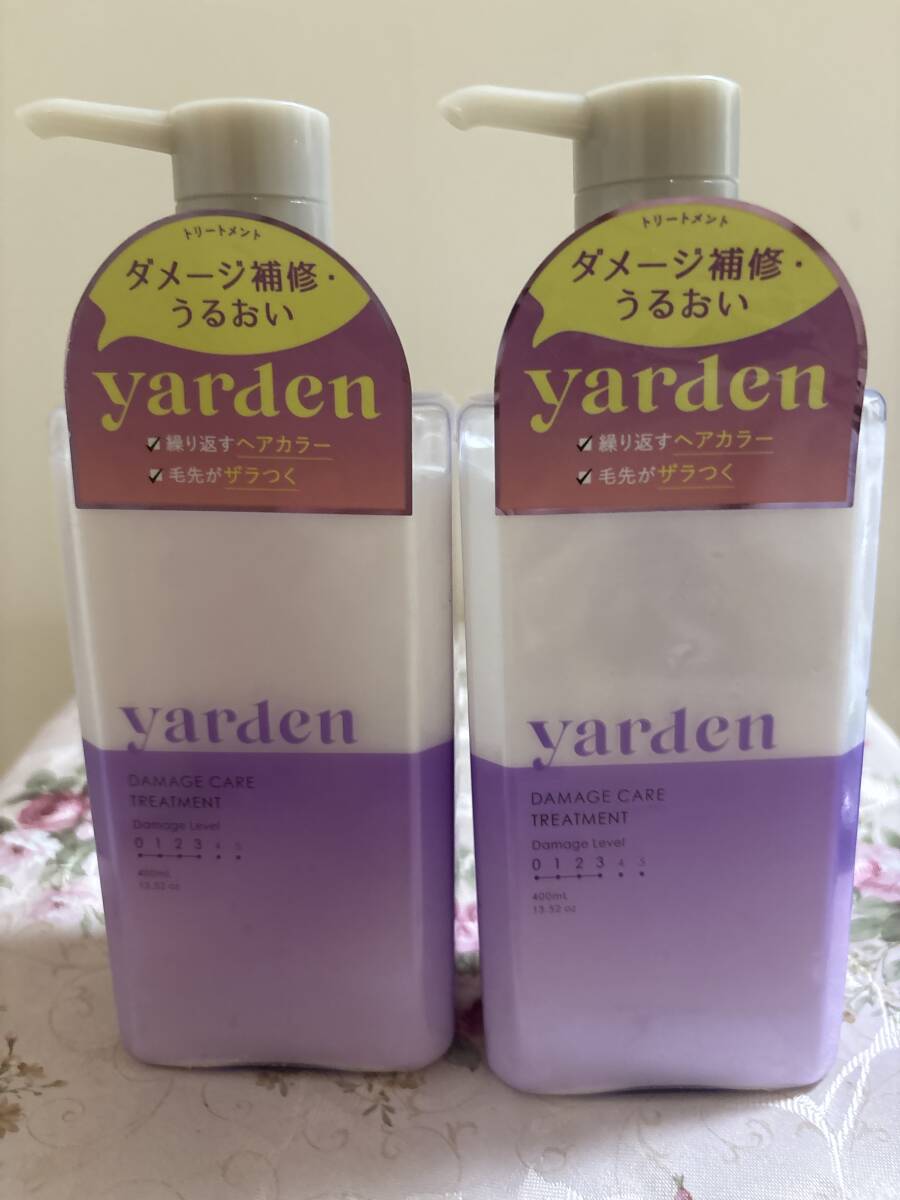 トリートメント
ダメージ補修・
うるおい
yarden
繰り返すヘアカラー
毛先がザラつく
yarden
DAMAGE CARE
TREATMENT
Damage Level
0 1 2 3 4 5
400mL
13.52 oz
トリートメント
ダメージ補修・
うるおい
yarden
繰り返すヘアカラー
毛先がザラつく
yarden
DAMAGE CARE
TREATMENT
Damage Level
0 1 2 3 4 5
400mL
13.52 oz